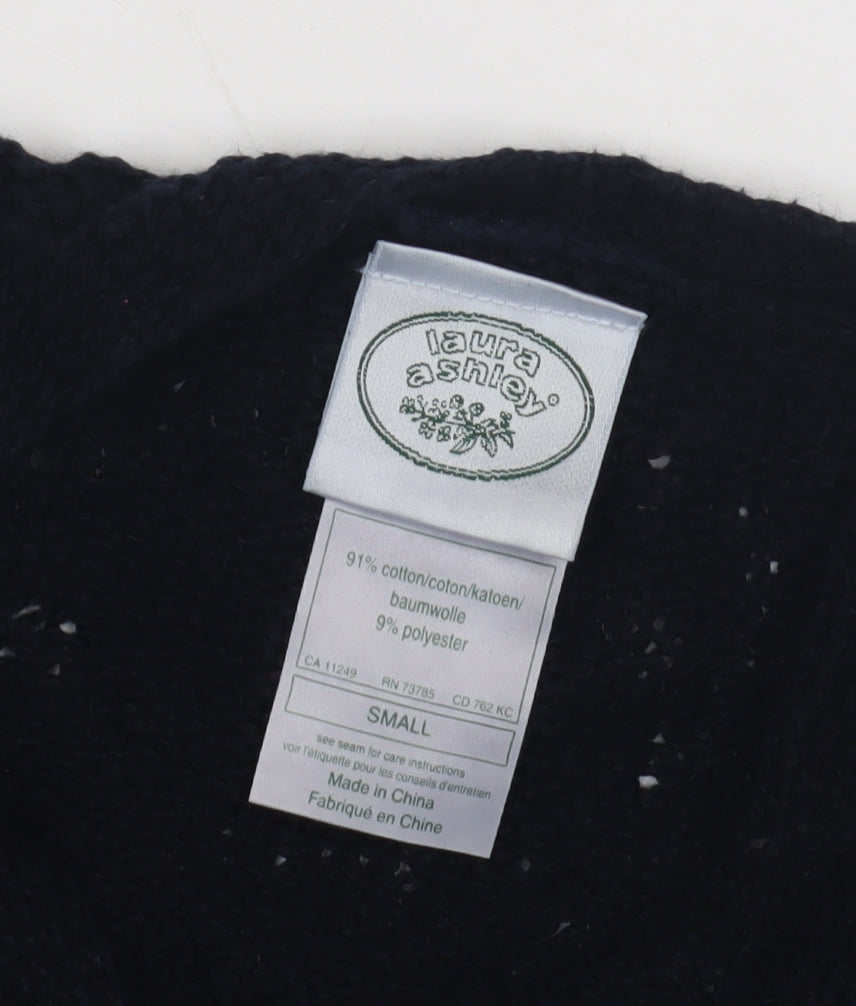 laura
ashley®
91% cotton/coton/katoen/
baumwolle
9% polyester
CA 11249 RN 73785 CD 762 KC
SMALL
see seam for care instructions
voir l'étiquette pour les conseils d'entretien
Made in China
Fabriqué en Chine